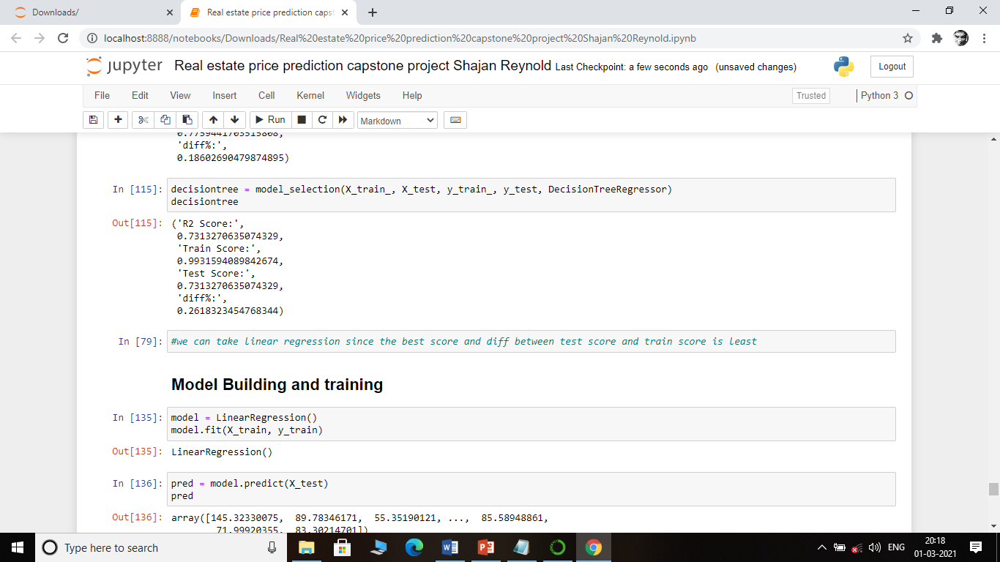 Downloads/
Real estate price prediction capst
localhost:8888/notebooks/Downloads/Real%20estate%20price%20prediction%20capstone%20project%20Shajan%20Reynold.ipynb
jupyter Real estate price prediction capstone project Shajan Reynold Last Checkpoint: a few seconds ago (unsaved changes)
Logout
File Edit View Insert Cell Kernel Widgets Help
Trusted
Python 3
Run
Markdown
0.7759441703515808,
'diff%:',
0.18602690479874895)
In [115]: decisiontree = model_selection(X_train_, X_test, y_train_, y_test, DecisionTreeRegressor)
decisiontree
Out[115]: ('R2 Score:',
0.7313270635074329,
'Train Score:',
0.9931594089842674,
'Test Score:',
0.7313270635074329,
'diff%:',
0.2618323454768344)
In [79]: #we can take linear regression since the best score and diff between test score and train score is least
Model Building and training
In [135]: model = LinearRegression()
model.fit(X_train, y_train)
Out[135]: LinearRegression()
In [136]: pred = model.predict(X_test)
pred
Out[136]: array([145.32330075, 89.78346171, 55.35190121, ..., 85.58948861,
71.99920355, 83.30214701])
Type here to search
ENG
20:18
01-03-2021